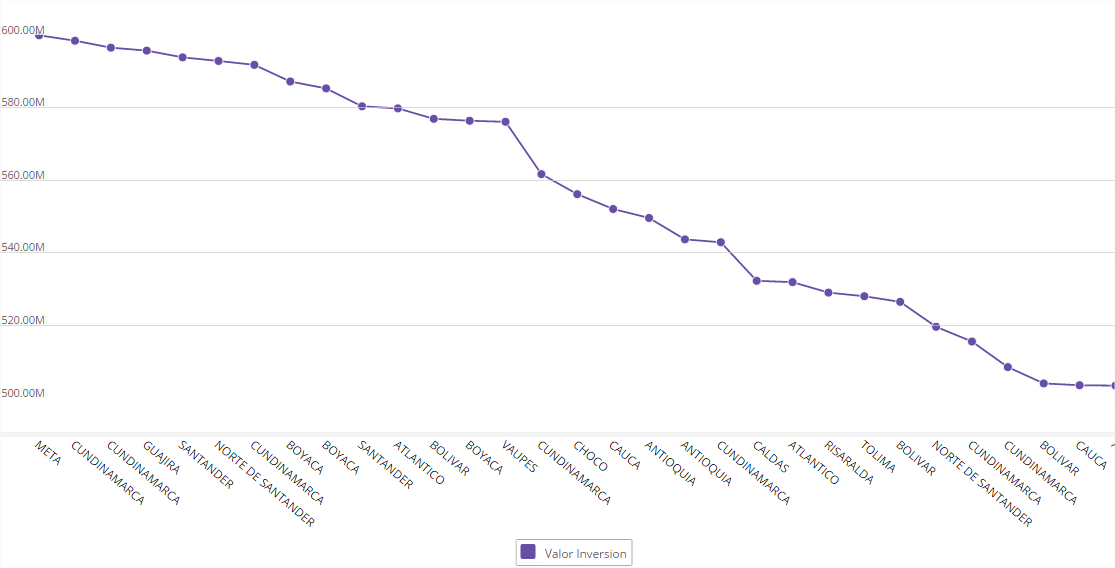 600.00M
580.00M
560.00M
540.00M
520.00M
500.00M
META
CUNDINAMARCA
CUNDINAMARCA
GUAJIRA
SANTANDER
NORTE DE SANTANDER
CUNDINAMARCA
BOYACA
BOYACA
SANTANDER
ATLANTICO
BOLIVAR
BOYACA
VAUPES
CUNDINAMARCA
CHOCO
CAUCA
ANTIOQUIA
ANTIOQUIA
CUNDINAMARCA
CALDAS
ATLANTICO
RISARALDA
TOLIMA
BOLIVAR
NORTE DE SANTANDER
CUNDINAMARCA
CUNDINAMARCA
BOLIVAR
CAUCA
Valor Inversion